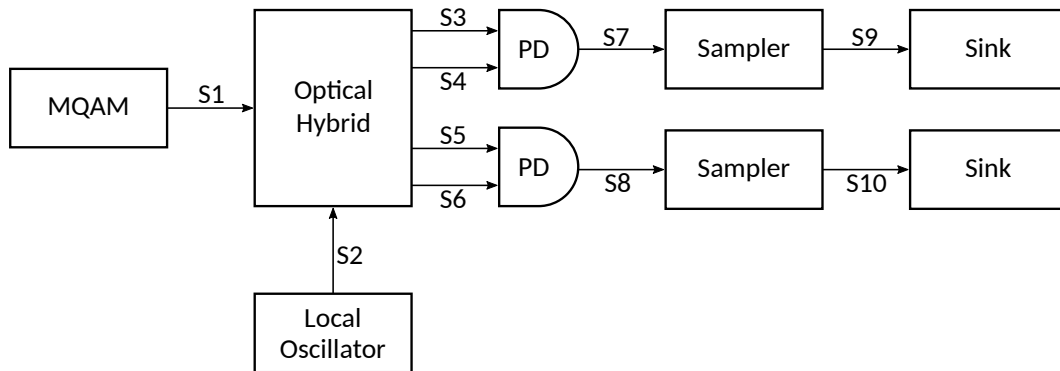 MQAM
S1
Optical
Hybrid
S2
Local
Oscillator
S3
S4
S5
S6
PD
S7
Sampler
S9
Sink
PD
S8
Sampler
S10
Sink